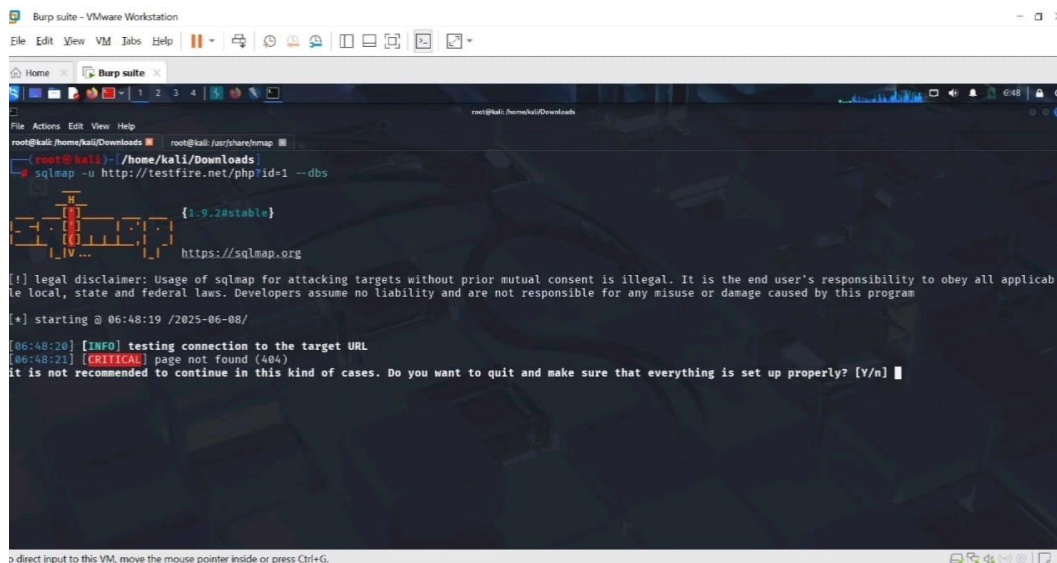 Burp suite - VMware Workstation
File Edit View VM Tabs Help
Home Burp suite
1 2 3 4 6:48
root@kali: /home/kali/Downloads
File Actions Edit View Help
root@kali: /home/kali/Downloads root@kali: /usr/share/nmap
(root@kali)-[/home/kali/Downloads]
# sqlmap -u http://testfire.net/php?id=1 --dbs
{1.9.2#stable}
https://sqlmap.org
[!] legal disclaimer: Usage of sqlmap for attacking targets without prior mutual consent is illegal. It is the end user's responsibility to obey all applicab
le local, state and federal laws. Developers assume no liability and are not responsible for any misuse or damage caused by this program
[*] starting @ 06:48:19 /2025-06-08/
[06:48:20] [INFO] testing connection to the target URL
[06:48:21] [CRITICAL] page not found (404)
it is not recommended to continue in this kind of cases. Do you want to quit and make sure that everything is set up properly? [Y/n]
o direct input to this VM, move the mouse pointer inside or press Ctrl+G.